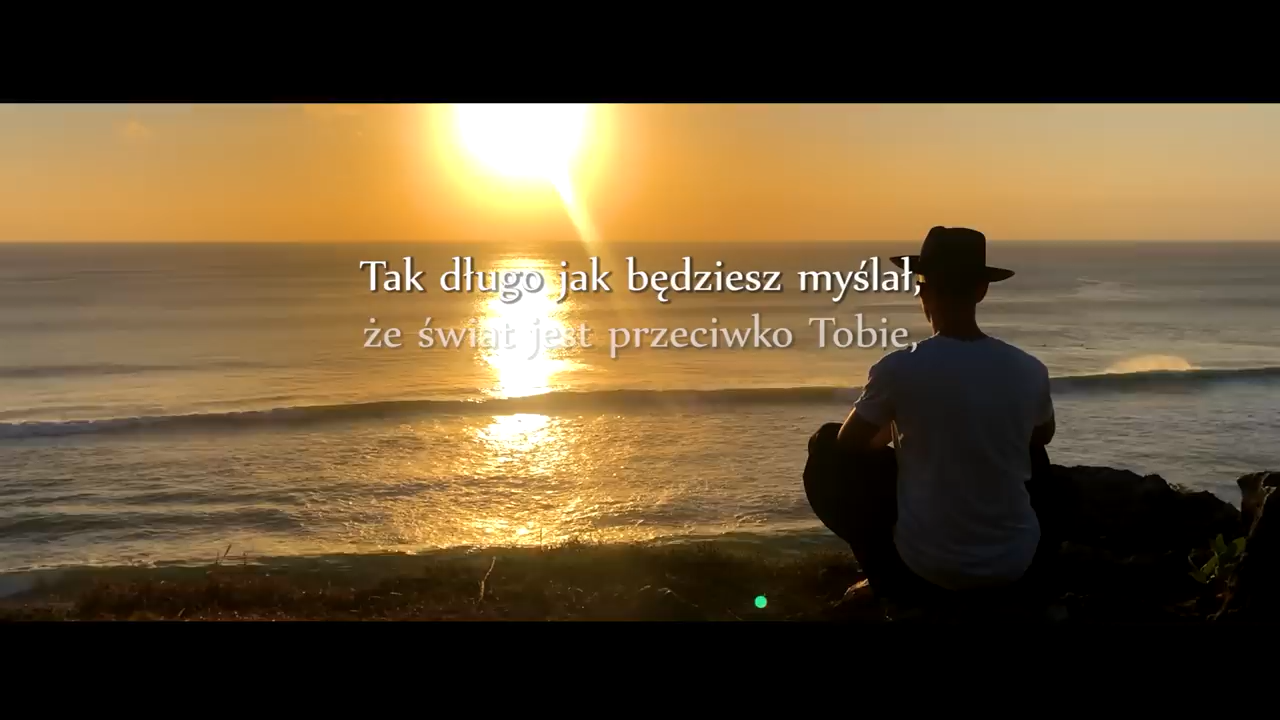 Tak długo jak będziesz myślał,
że świat jest przeciwko Tobie,